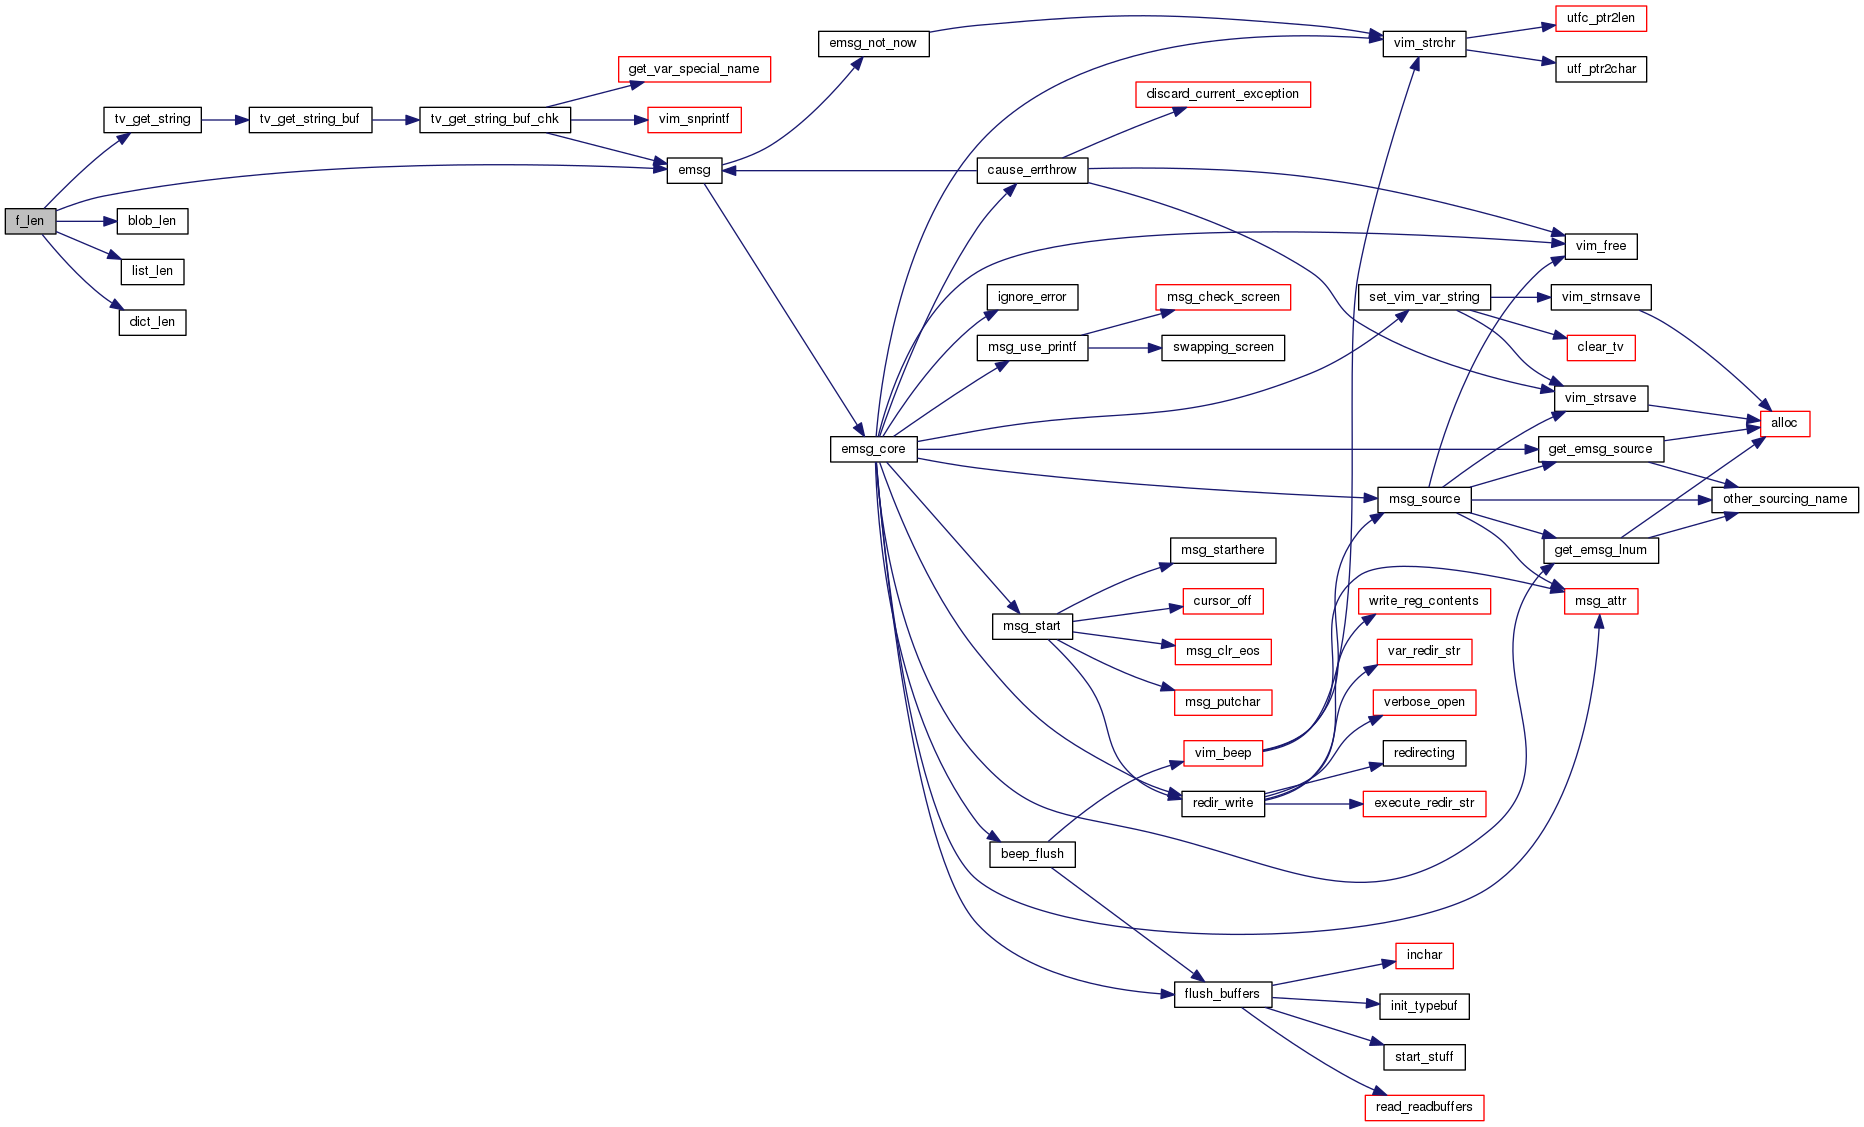 f_len
tv_get_string
blob_len
list_len
dict_len
tv_get_string_buf
tv_get_string_buf_chk
get_var_special_name
vim_snprintf
emsg
emsg_not_now
emsg_core
cause_errthrow
discard_current_exception
ignore_error
msg_use_printf
msg_check_screen
swapping_screen
msg_start
msg_starthere
cursor_off
msg_clr_eos
msg_putchar
vim_beep
redir_write
beep_flush
flush_buffers
vim_strchr
utfc_ptr2len
utf_ptr2char
vim_free
set_vim_var_string
vim_strnsave
clear_tv
vim_strsave
alloc
get_emsg_source
msg_source
other_sourcing_name
get_emsg_lnum
msg_attr
write_reg_contents
var_redir_str
verbose_open
redirecting
execute_redir_str
inchar
init_typebuf
start_stuff
read_readbuffers